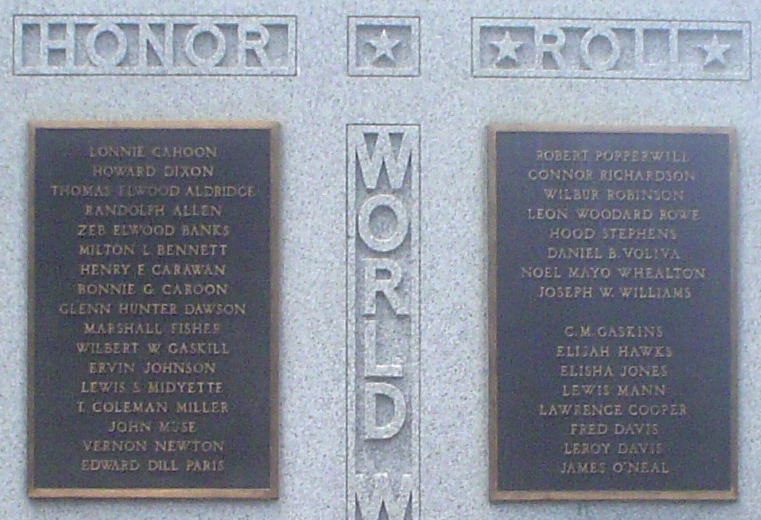 HONOR ROLL
LONNIE CAHOON
HOWARD DIXON
THOMAS ELWOOD ALDRIDGE
RANDOLPH ALLEN
ZEB ELWOOD BANKS
MILTON L. BENNETT
HENRY F. CARAWAN
BONNIE G. CAROON
GLENN HUNTER DAWSON
MARSHALL FISHER
WILBERT W. GASKILL
ERVIN JOHNSON
LEWIS S. MIDYETTE
T. COLEMAN MILLER
JOHN MUSE
VERNON NEWTON
EDWARD DILL PARIS
WORLD W
ROBERT POPPERWILL
CONNOR RICHARDSON
WILBUR ROBINSON
LEON WOODARD ROWE
HOOD STEPHENS
DANIEL B. VOLIVA
NOEL MAYO WHEALTON
JOSEPH W. WILLIAMS
C. M. GASKINS
ELIJAH HAWKS
ELISHA JONES
LEWIS MANN
LAWRENCE COOPER
FRED DAVIS
LEROY DAVIS
JAMES O'NEAL